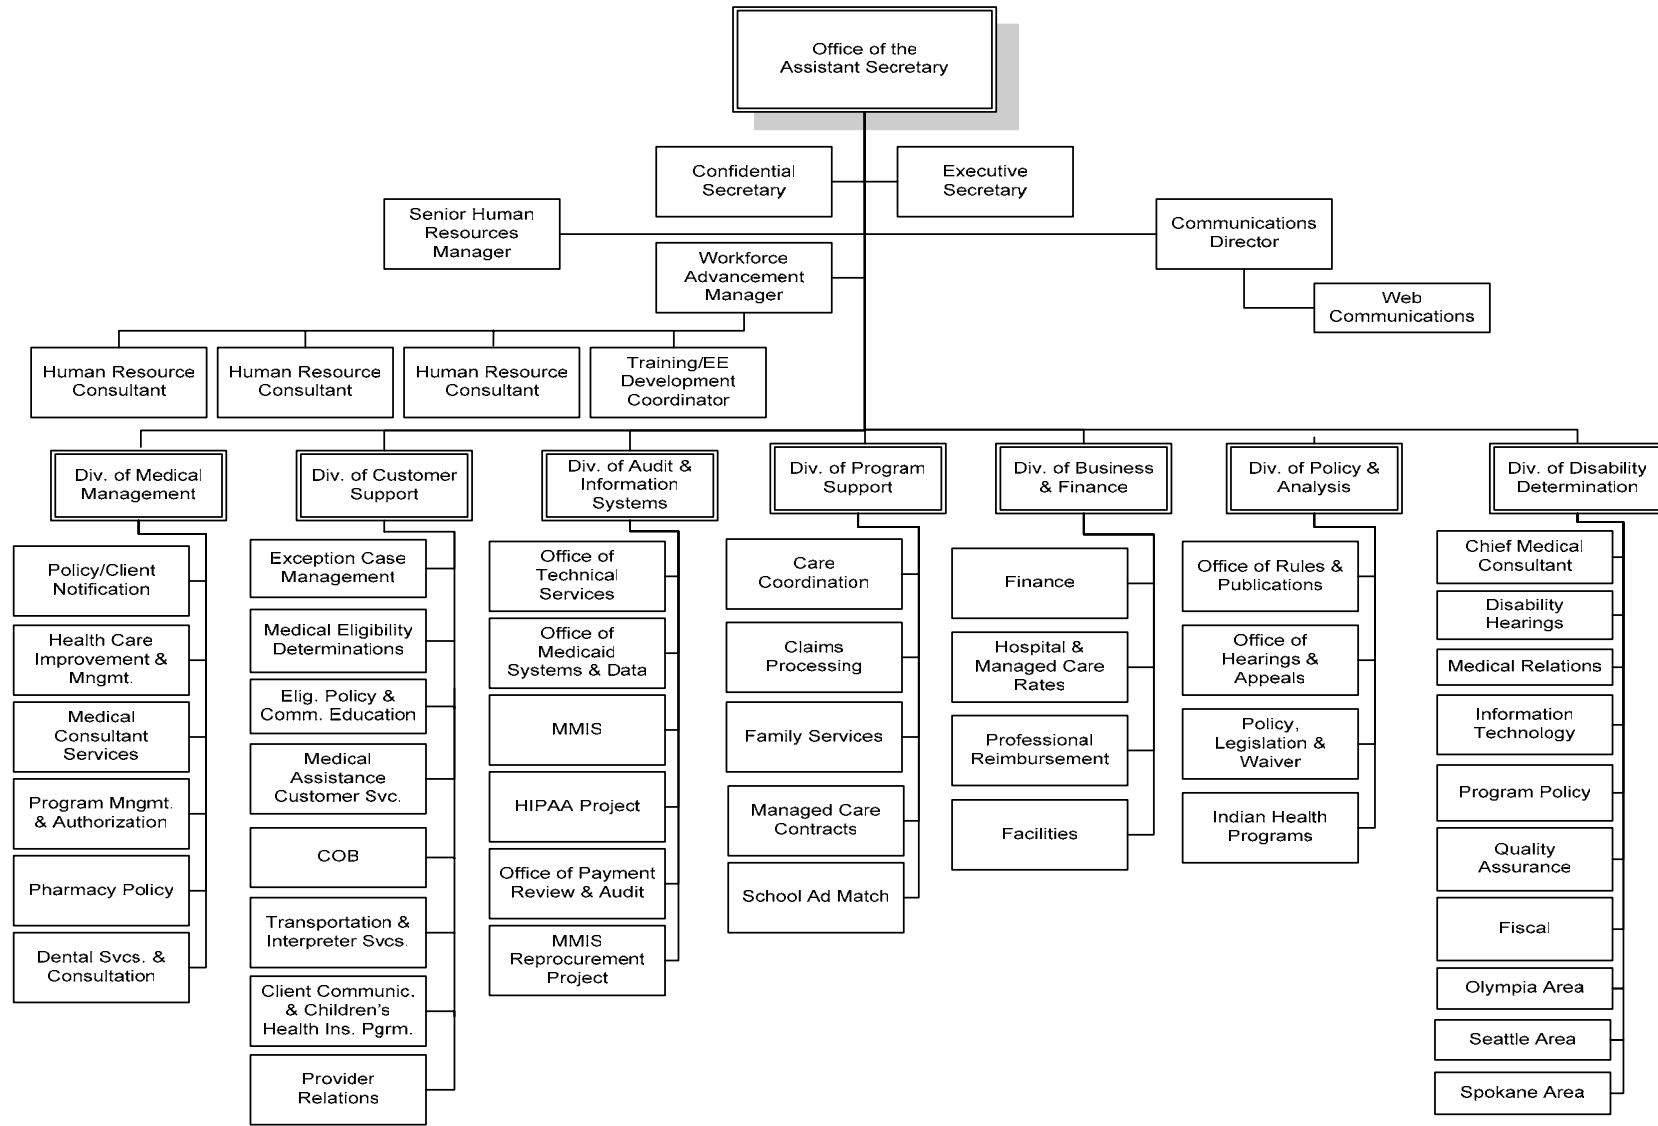 Office of the
Assistant Secretary
Confidential
Secretary
Executive
Secretary
Senior Human
Resources
Manager
Communications
Director
Workforce
Advancement
Manager
Web
Communications
Human Resource
Consultant
Human Resource
Consultant
Human Resource
Consultant
Training/EE
Development
Coordinator
Div. of Medical
Management
Div. of Customer
Support
Div. of Audit &
Information
Systems
Div. of Program
Support
Div. of Business
& Finance
Div. of Policy &
Analysis
Div. of Disability
Determination
Policy/Client
Notification
Health Care
Improvement &
Mngmt.
Medical
Consultant
Services
Program Mngmt.
& Authorization
Pharmacy Policy
Dental Svcs. &
Consultation
Exception Case
Management
Medical Eligibility
Determinations
Elig. Policy &
Comm. Education
Medical
Assistance
Customer Svc.
COB
Transportation &
Interpreter Svcs.
Client Communic.
& Children's
Health Ins. Pgrm.
Provider
Relations
Office of
Technical
Services
Office of
Medicaid
Systems & Data
MMIS
HIPAA Project
Office of Payment
Review & Audit
MMIS
Reprocurement
Project
Care
Coordination
Claims
Processing
Family Services
Managed Care
Contracts
School Ad Match
Finance
Hospital &
Managed Care
Rates
Professional
Reimbursement
Facilities
Office of Rules &
Publications
Office of
Hearings &
Appeals
Policy,
Legislation &
Waiver
Indian Health
Programs
Chief Medical
Consultant
Disability
Hearings
Medical Relations
Information
Technology
Program Policy
Quality
Assurance
Fiscal
Olympia Area
Seattle Area
Spokane Area